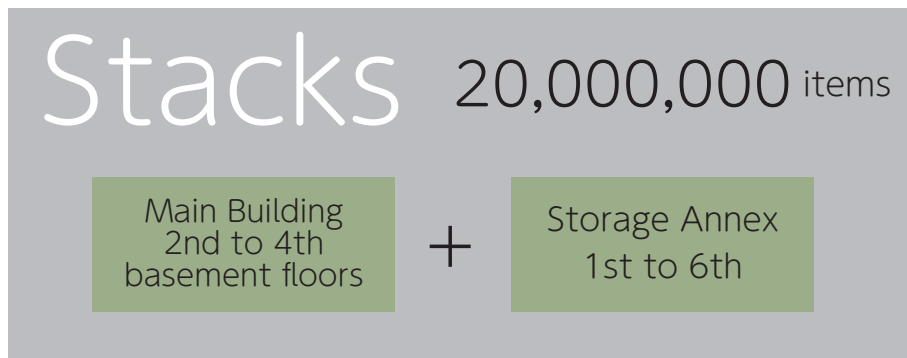 Stacks 20,000,000 items
Main Building
2nd to 4th
basement floors
+
Storage Annex
1st to 6th